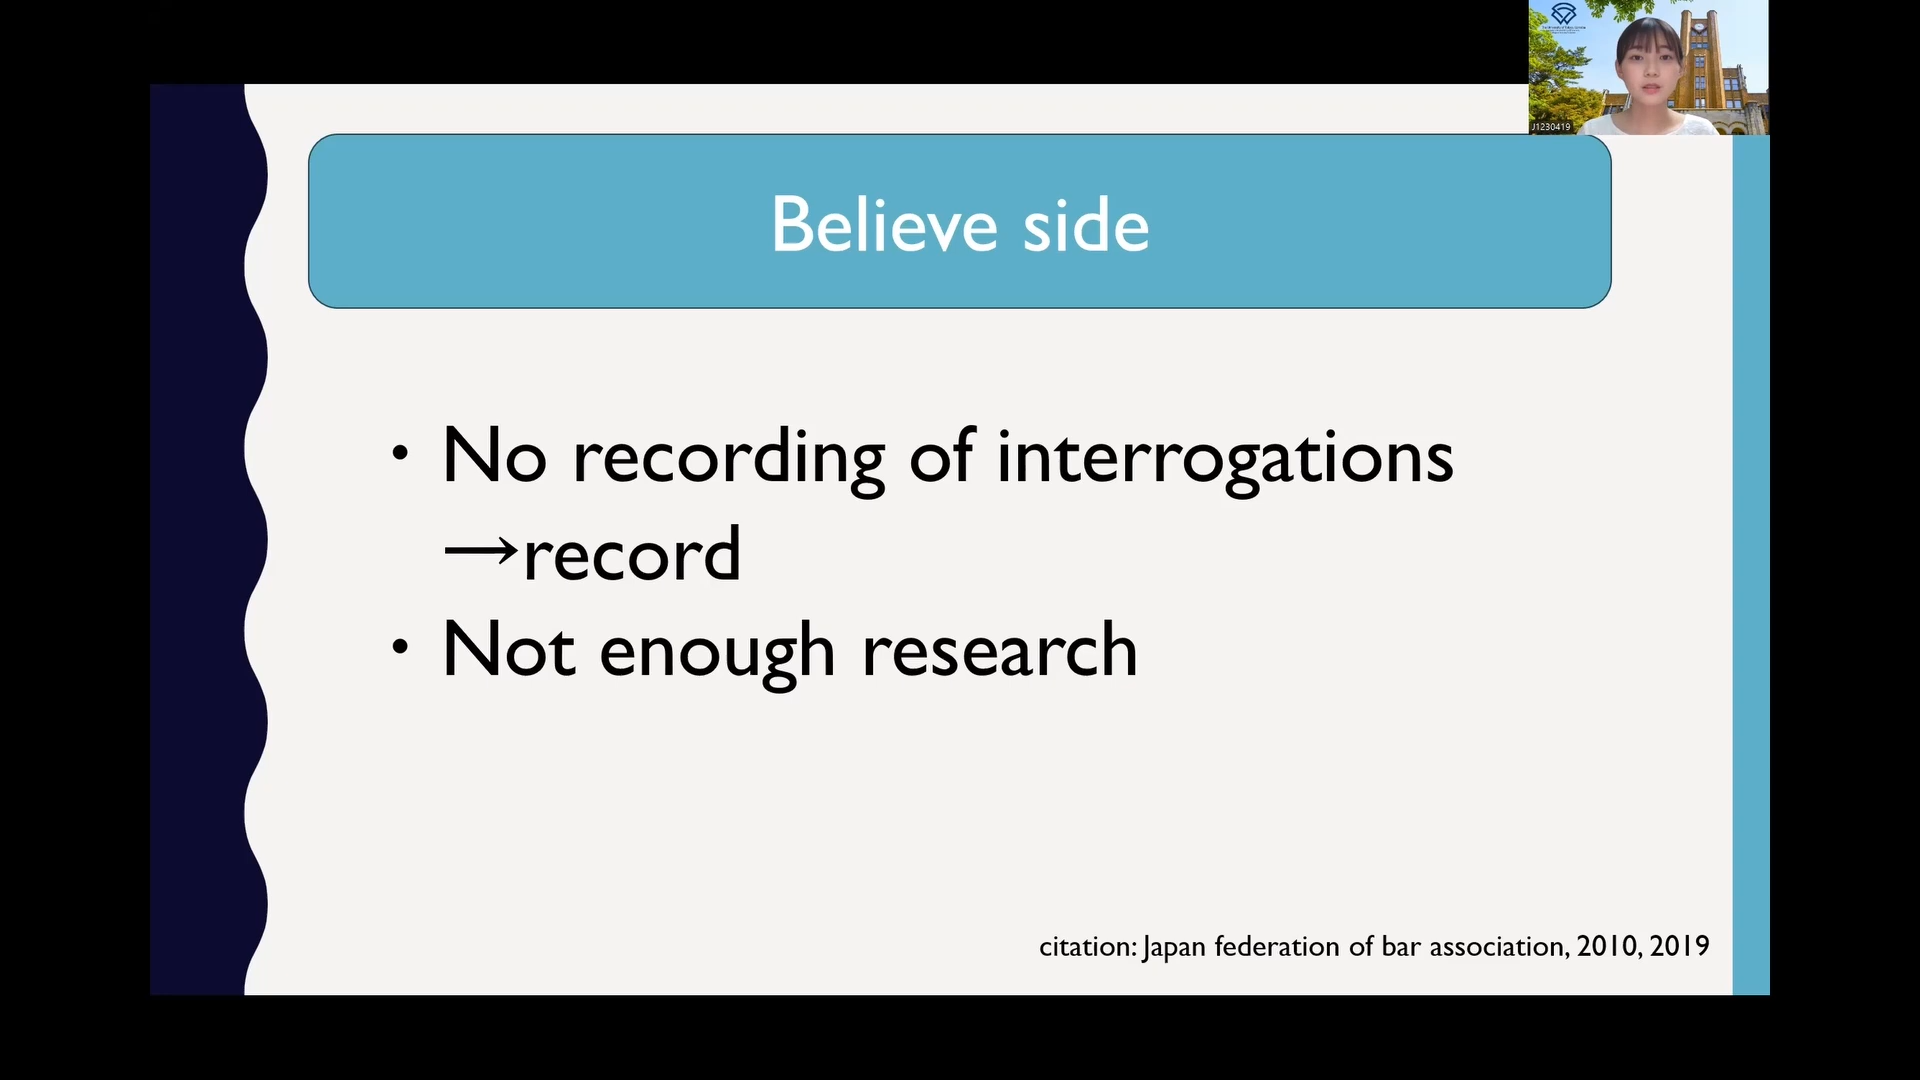 Believe side
• No recording of interrogations
→record
• Not enough research
citation: Japan federation of bar association, 2010, 2019
J1230419